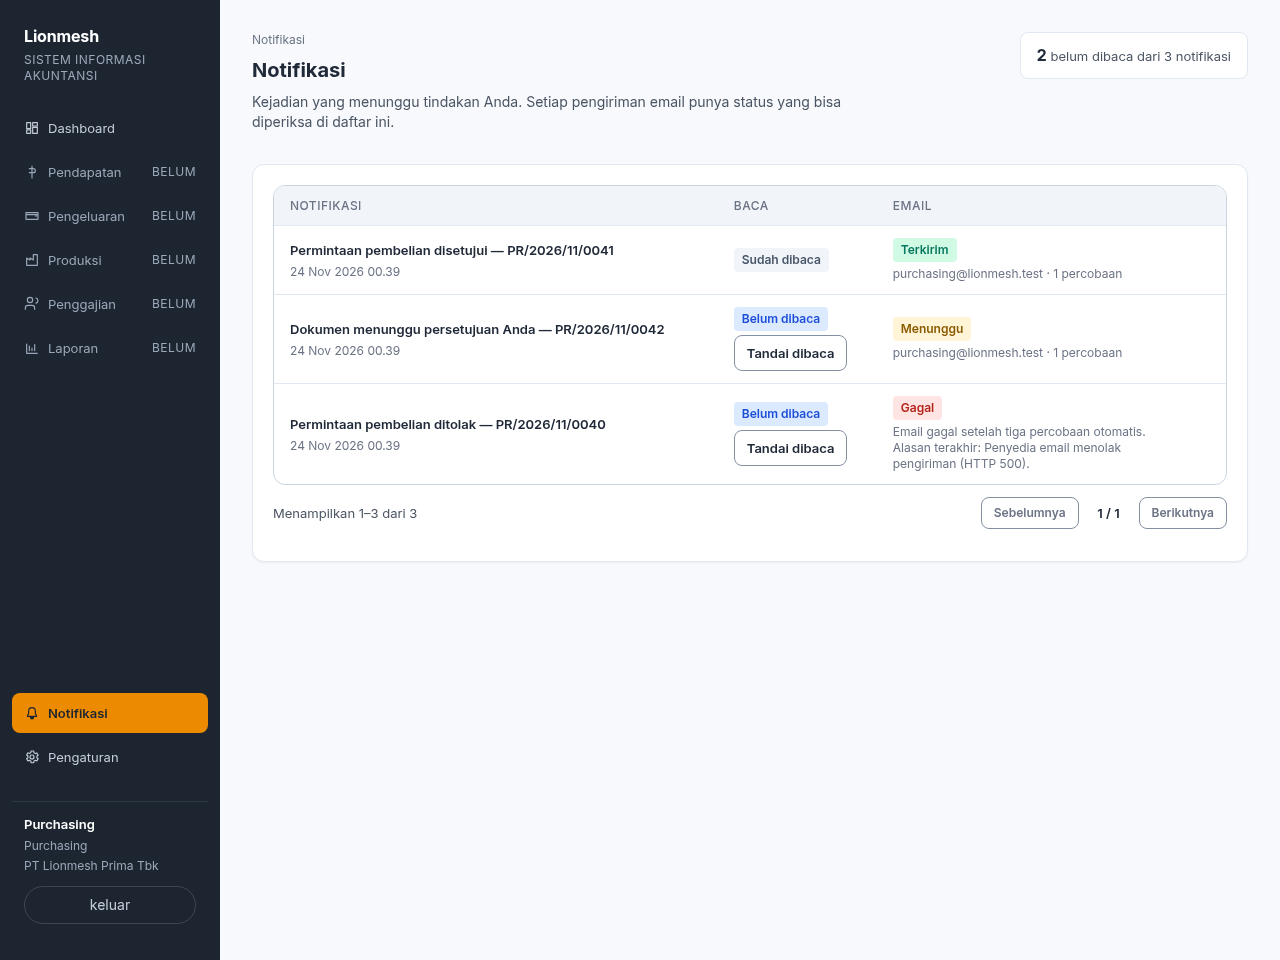 Lionmesh
SISTEM INFORMASI
AKUNTANSI
Dashboard
Pendapatan BELUM
Pengeluaran BELUM
Produksi BELUM
Penggajian BELUM
Laporan BELUM
Notifikasi
Pengaturan
Purchasing
Purchasing
PT Lionmesh Prima Tbk
keluar
Notifikasi
Notifikasi
Kejadian yang menunggu tindakan Anda. Setiap pengiriman email punya status yang bisa
diperiksa di daftar ini.
2 belum dibaca dari 3 notifikasi
NOTIFIKASI BACA EMAIL
Permintaan pembelian disetujui — PR/2026/11/0041
24 Nov 2026 00.39
Sudah dibaca
Terkirim
purchasing@lionmesh.test · 1 percobaan
Dokumen menunggu persetujuan Anda — PR/2026/11/0042
24 Nov 2026 00.39
Belum dibaca
Tandai dibaca
Menunggu
purchasing@lionmesh.test · 1 percobaan
Permintaan pembelian ditolak — PR/2026/11/0040
24 Nov 2026 00.39
Belum dibaca
Tandai dibaca
Gagal
Email gagal setelah tiga percobaan otomatis.
Alasan terakhir: Penyedia email menolak
pengiriman (HTTP 500).
Menampilkan 1–3 dari 3
Sebelumnya 1 / 1 Berikutnya